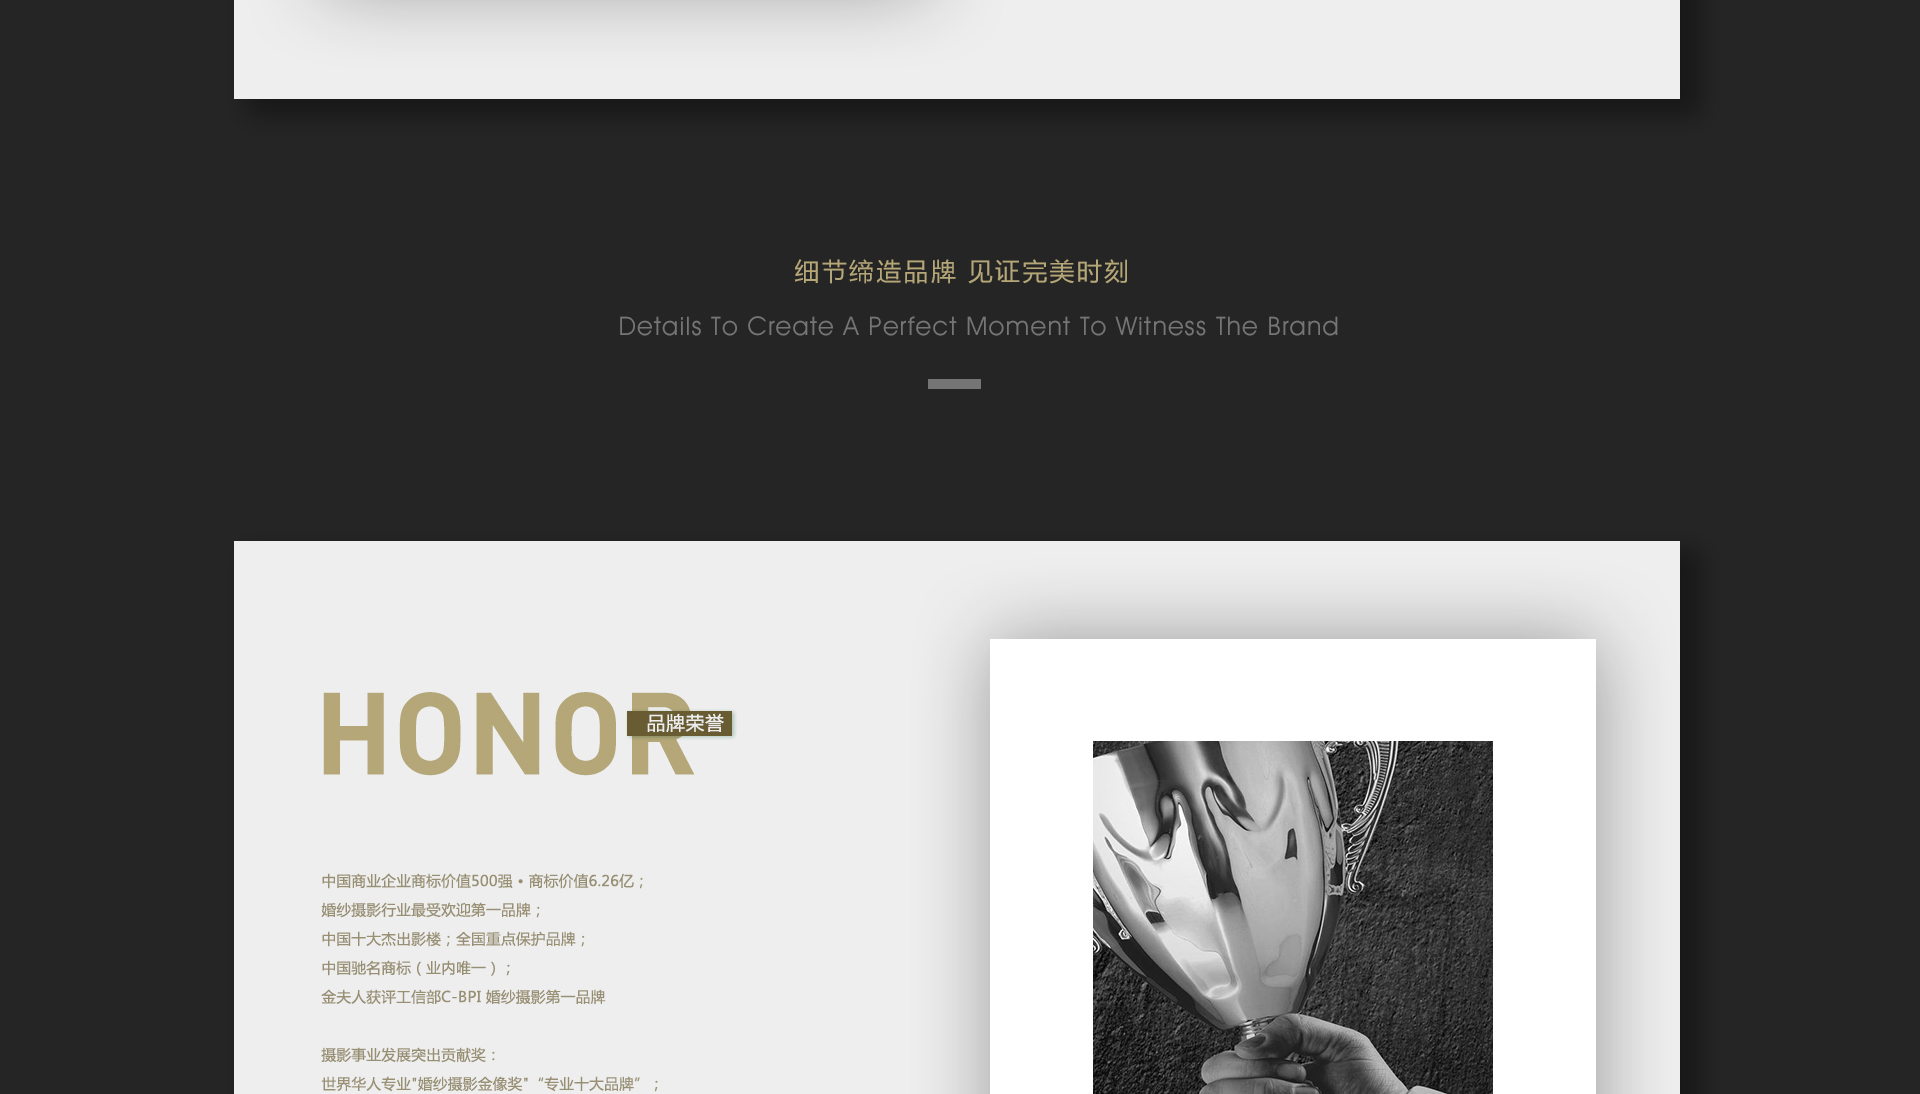 细节缔造品牌 见证完美时刻
Details To Create A Perfect Moment To Witness The Brand
HONOR
品牌荣誉
中国商业企业商标价值500强 • 商标价值6.26亿；
婚纱摄影行业最受欢迎第一品牌；
中国十大杰出影楼；全国重点保护品牌；
中国驰名商标（业内唯一）；
金夫人获评工信部C-BPI 婚纱摄影第一品牌
摄影事业发展突出贡献奖：
世界华人专业"婚纱摄影金像奖"“专业十大品牌” ；